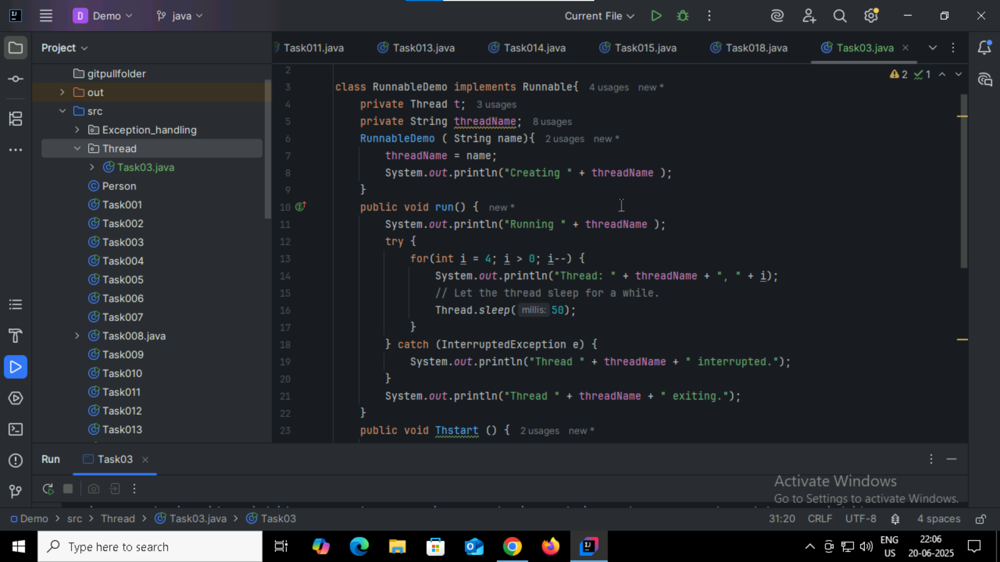 D Demo
java
Current File
Project
Task011.java
Task013.java
Task014.java
Task015.java
Task018.java
Task03.java
gitpullfolder
out
src
Exception_handling
Thread
Task03.java
Person
Task001
Task002
Task003
Task004
Task005
Task006
Task007
Task008.java
Task009
Task010
Task011
Task012
Task013
2 1
2
3 class RunnableDemo implements Runnable{ 4 usages new *
4 private Thread t; 3 usages
5 private String threadName; 8 usages
6 RunnableDemo ( String name){ 2 usages new *
7 threadName = name;
8 System.out.println("Creating " + threadName );
9 }
10 public void run() { new *
11 System.out.println("Running " + threadName );
12 try {
13 for(int i = 4; i > 0; i--) {
14 System.out.println("Thread: " + threadName + ", " + i);
15 // Let the thread sleep for a while.
16 Thread.sleep( millis: 50);
17 }
18 } catch (InterruptedException e) {
19 System.out.println("Thread " + threadName + " interrupted.");
20 }
21 System.out.println("Thread " + threadName + " exiting.");
22 }
23 public void Thstart () { 2 usages new *
Run Task03
Activate Windows
Go to Settings to activate Windows.
Demo > src > Thread > Task03.java > Task03
31:20 CRLF UTF-8 4 spaces
Type here to search
ENG
US
22:06
20-06-2025